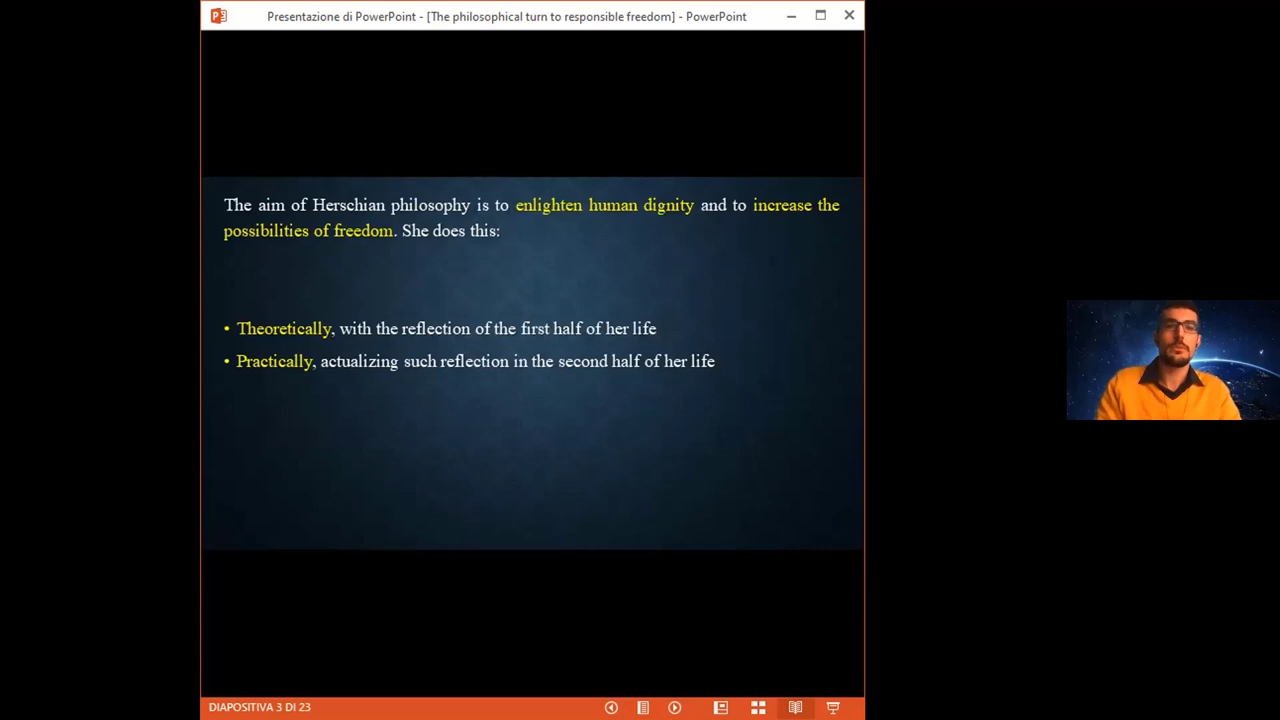 Presentazione di PowerPoint - [The philosophical turn to responsible freedom] - PowerPoint
The aim of Herschian philosophy is to enlighten human dignity and to increase the
possibilities of freedom. She does this:
• Theoretically, with the reflection of the first half of her life
• Practically, actualizing such reflection in the second half of her life
DIAPOSITIVA 3 DI 23